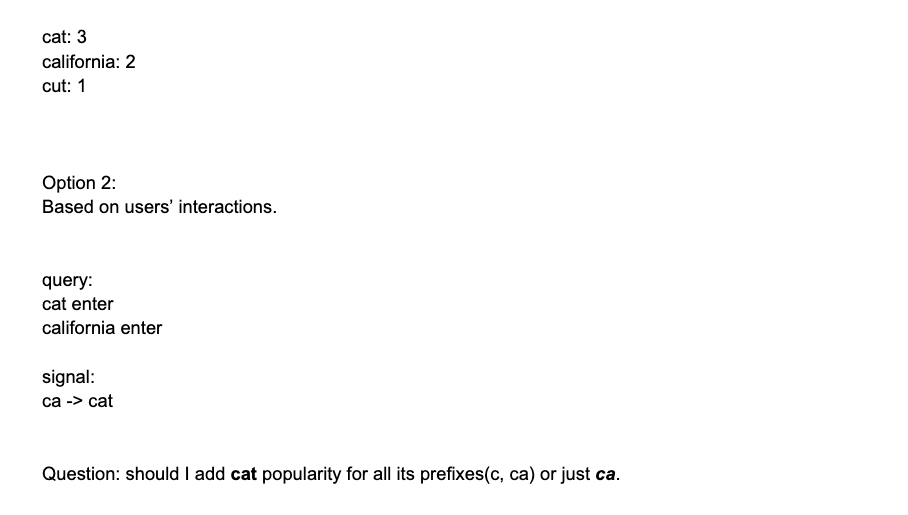 cat: 3
california: 2
cut: 1
Option 2:
Based on users’ interactions.
query:
cat enter
california enter
signal:
ca -> cat
Question: should I add cat popularity for all its prefixes(c, ca) or just ca.